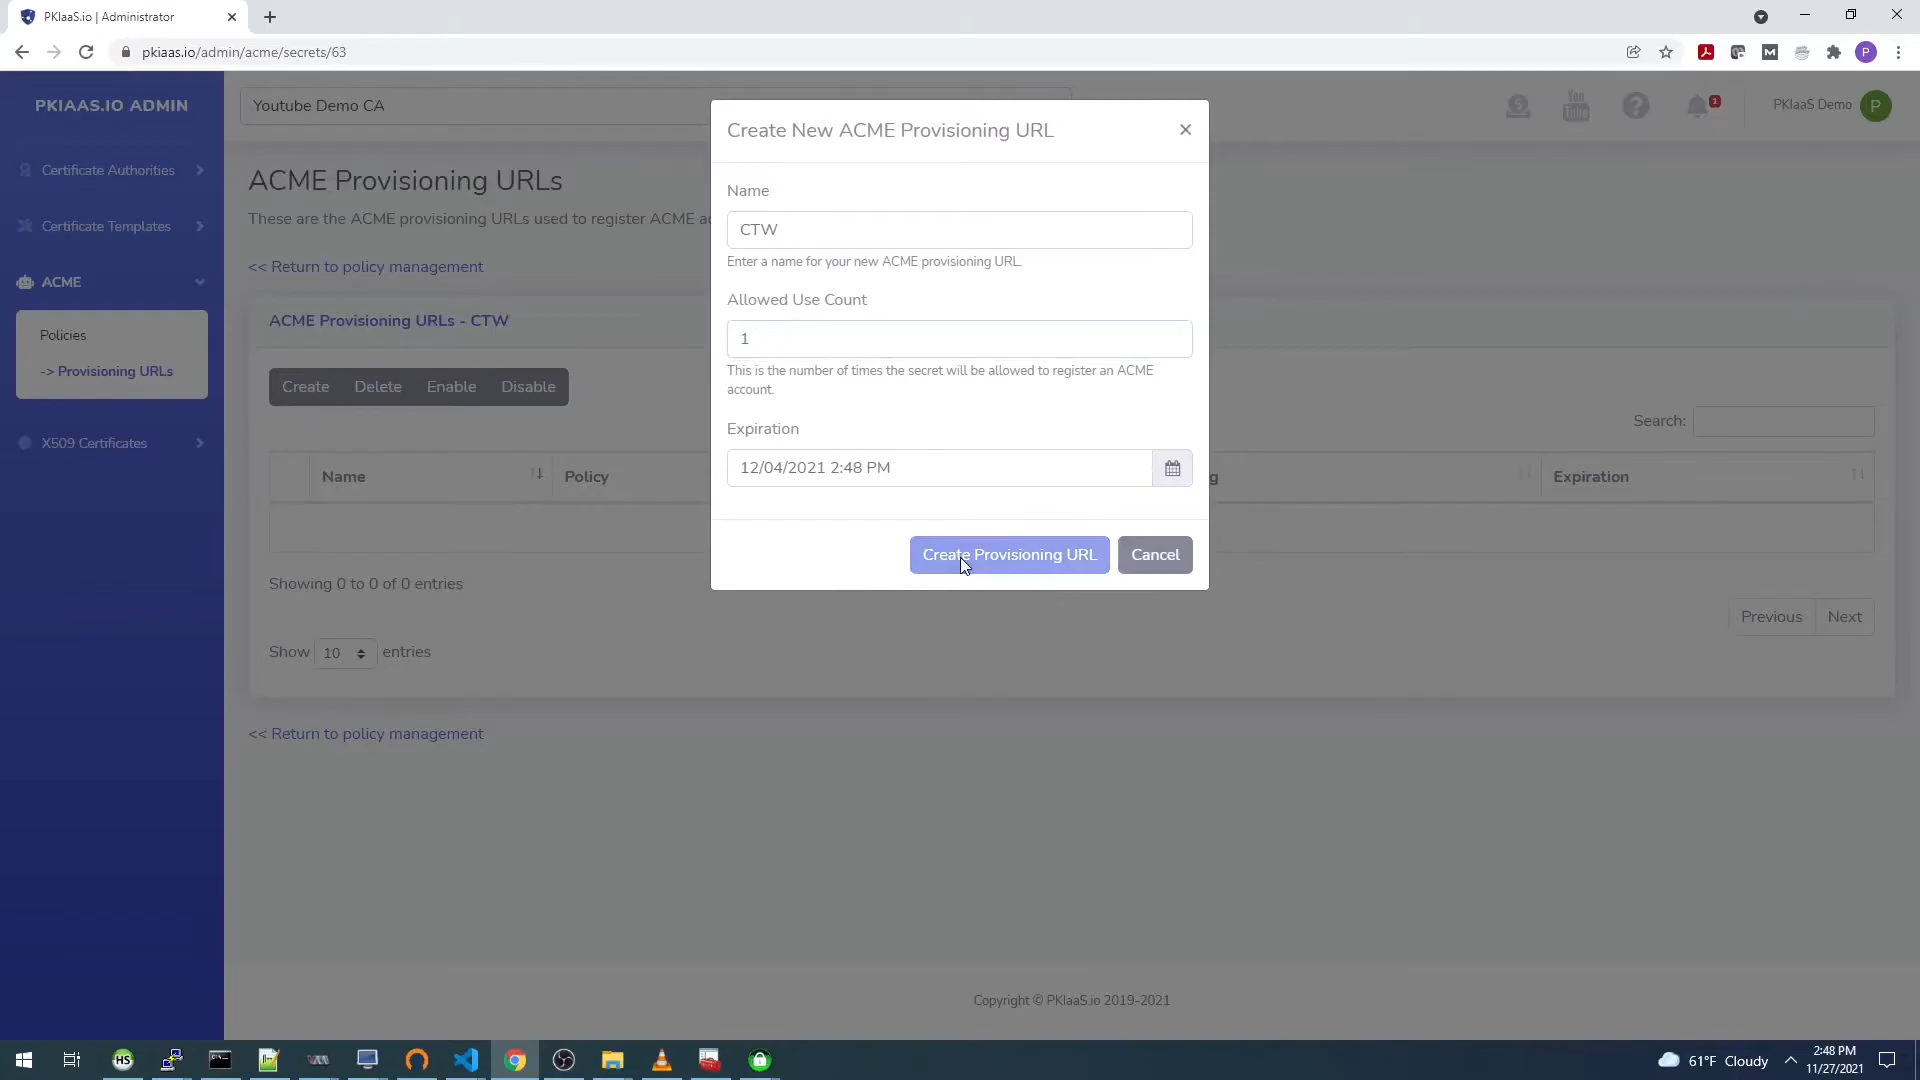 PKIaaS.io | Administrator
pkiaas.io/admin/acme/secrets/63
PKIAAS.IO ADMIN
Certificate Authorities
Certificate Templates
ACME
Policies
-> Provisioning URLs
X509 Certificates
Youtube Demo CA
1
PKIaaS Demo
P
ACME Provisioning URLs
These are the ACME provisioning URLs used to register ACME a
<< Return to policy management
ACME Provisioning URLs - CTW
Create Delete Enable Disable
Search:
Name Policy g Expiration
Showing 0 to 0 of 0 entries
Previous Next
Show 10 entries
<< Return to policy management
Create New ACME Provisioning URL
Name
CTW
Enter a name for your new ACME provisioning URL.
Allowed Use Count
1
This is the number of times the secret will be allowed to register an ACME
account.
Expiration
12/04/2021 2:48 PM
Create Provisioning URL Cancel
Copyright © PKIaaS.io 2019-2021
61°F Cloudy
2:48 PM
11/27/2021